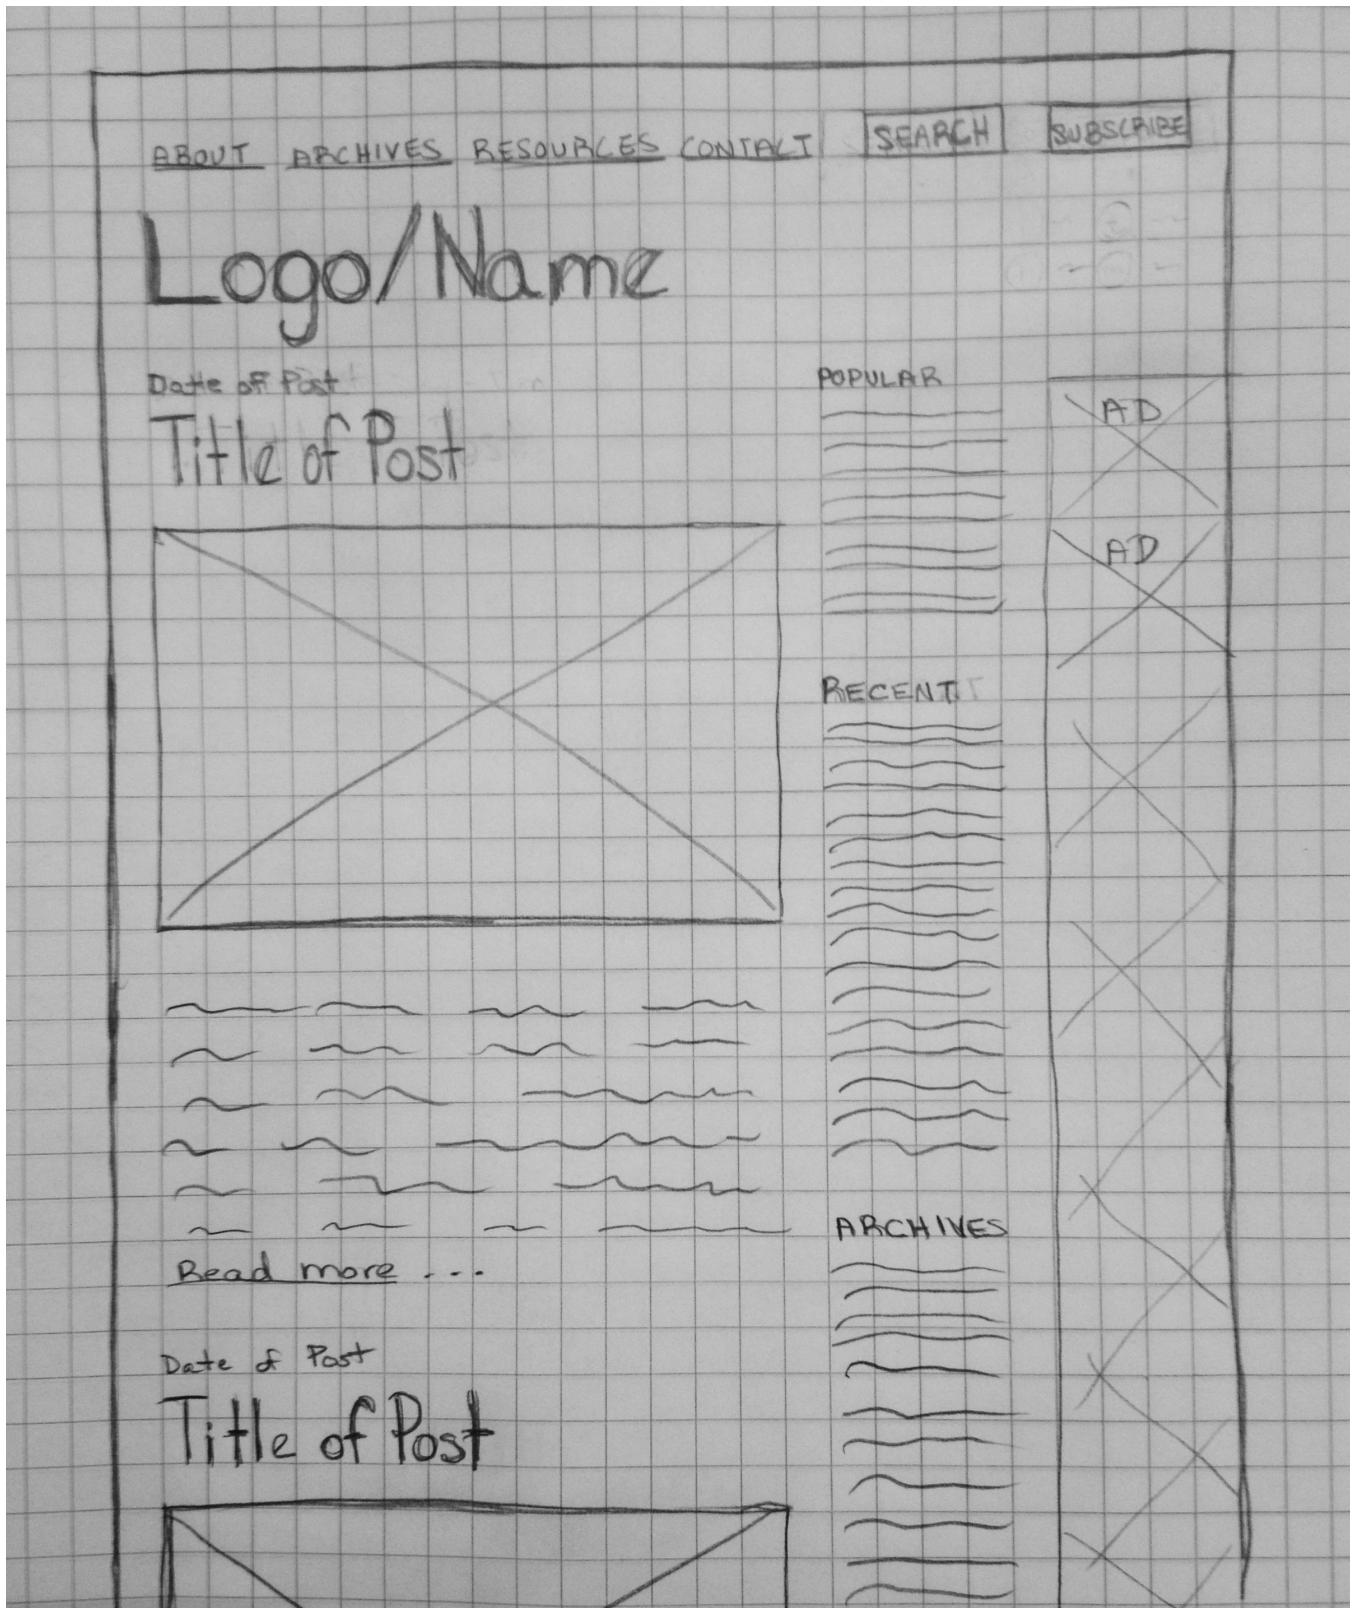 ABOUT ARCHIVES RESOURCES CONTACT SEARCH SUBSCRIBE
Logo/Name
Date of Post
Title of Post
POPULAR
AD
AD
RECENT
Read more ...
ARCHIVES
Date of Post
Title of Post